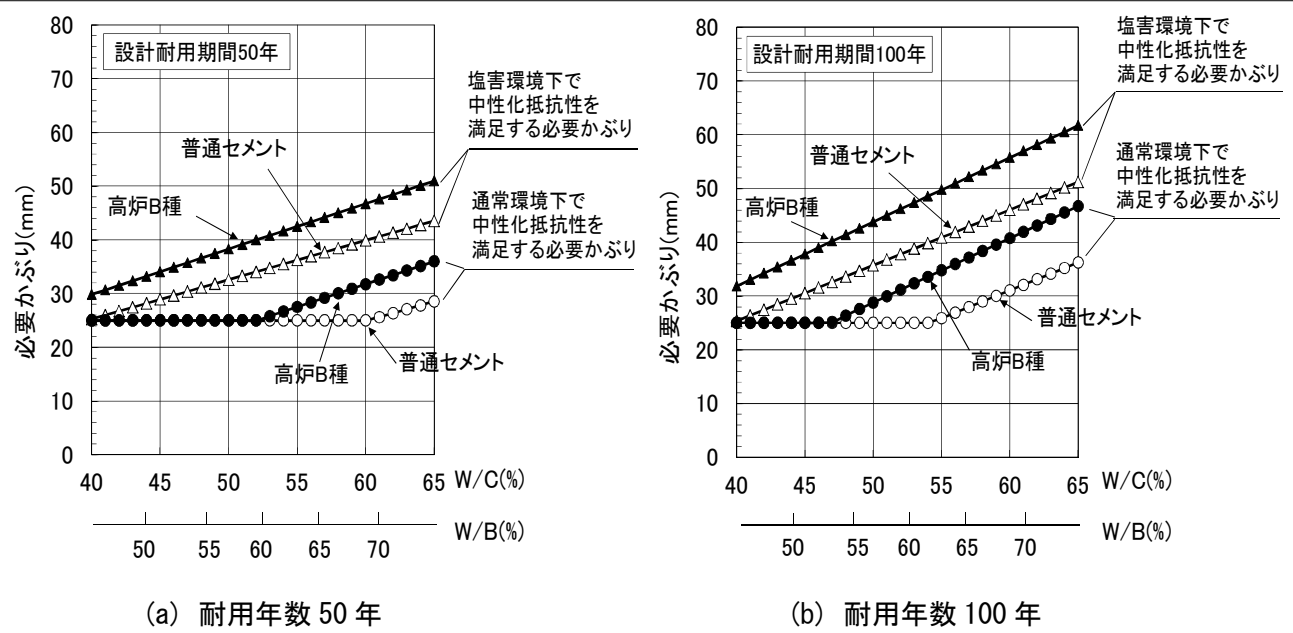 80
70
60
50
40
30
20
10
0
必要かぶり(mm)
設計耐用期間50年
塩害環境下で
中性化抵抗性を
満足する必要かぶり
普通セメント
高炉B種
通常環境下で
中性化抵抗性を
満足する必要かぶり
普通セメント
高炉B種
40 45 50 55 60 65 W/C(%)
50 55 60 65 70 W/B(%)
(a) 耐用年数 50 年
80
70
60
50
40
30
20
10
0
必要かぶり(mm)
設計耐用期間100年
塩害環境下で
中性化抵抗性を
満足する必要かぶり
普通セメント
高炉B種
通常環境下で
中性化抵抗性を
満足する必要かぶり
普通セメント
高炉B種
40 45 50 55 60 65 W/C(%)
50 55 60 65 70 W/B(%)
(b) 耐用年数 100 年